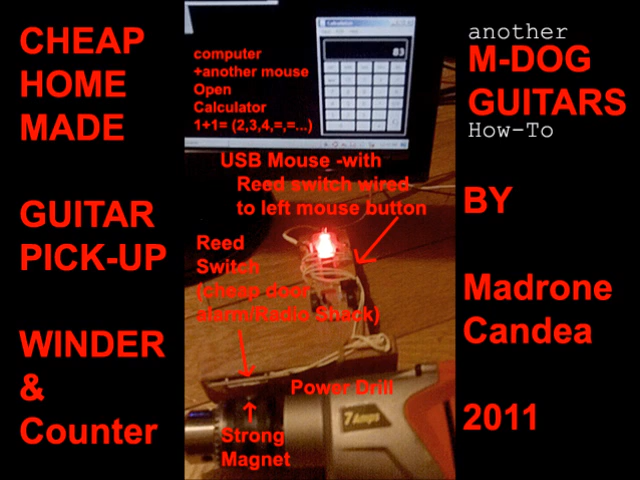 CHEAP
HOME
MADE
GUITAR
PICK-UP
WINDER
&
Counter
computer
+another mouse
Open
Calculator
1+1= (2,3,4,=,=...)
83
USB Mouse -with
Reed switch wired
to left mouse button
Reed
Switch
(cheap door
alarm/Radio Shack)
Power Drill
7 Amps
Strong
Magnet
another
M-DOG
GUITARS
How-To
BY
Madrone
Candea
2011